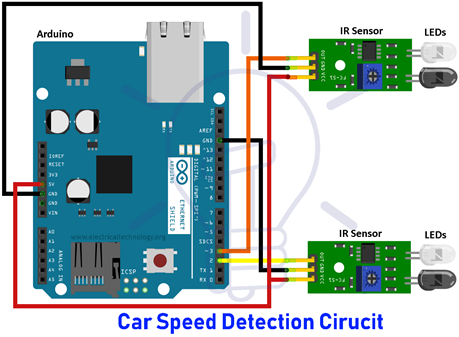 Arduino
IR Sensor
LEDs
OUT GND VCC
FC-51
AREF
GND
IOREF
RESET
3V3
5V
GND
GND
VIN
~13
~12
~11
~10
~9
~8
DIGITAL (PWM~ SPI)
ARDUINO
ETHERNET
SHIELD
~7
~6
~5
SDCS
~3
2
TX 1
RX 0
www.electricaltechnology.org
A0
A1
A2
A3
A4
A5
ANALOG IN
ICSP
IR Sensor
LEDs
OUT GND VCC
FC-51
Car Speed Detection Cirucit